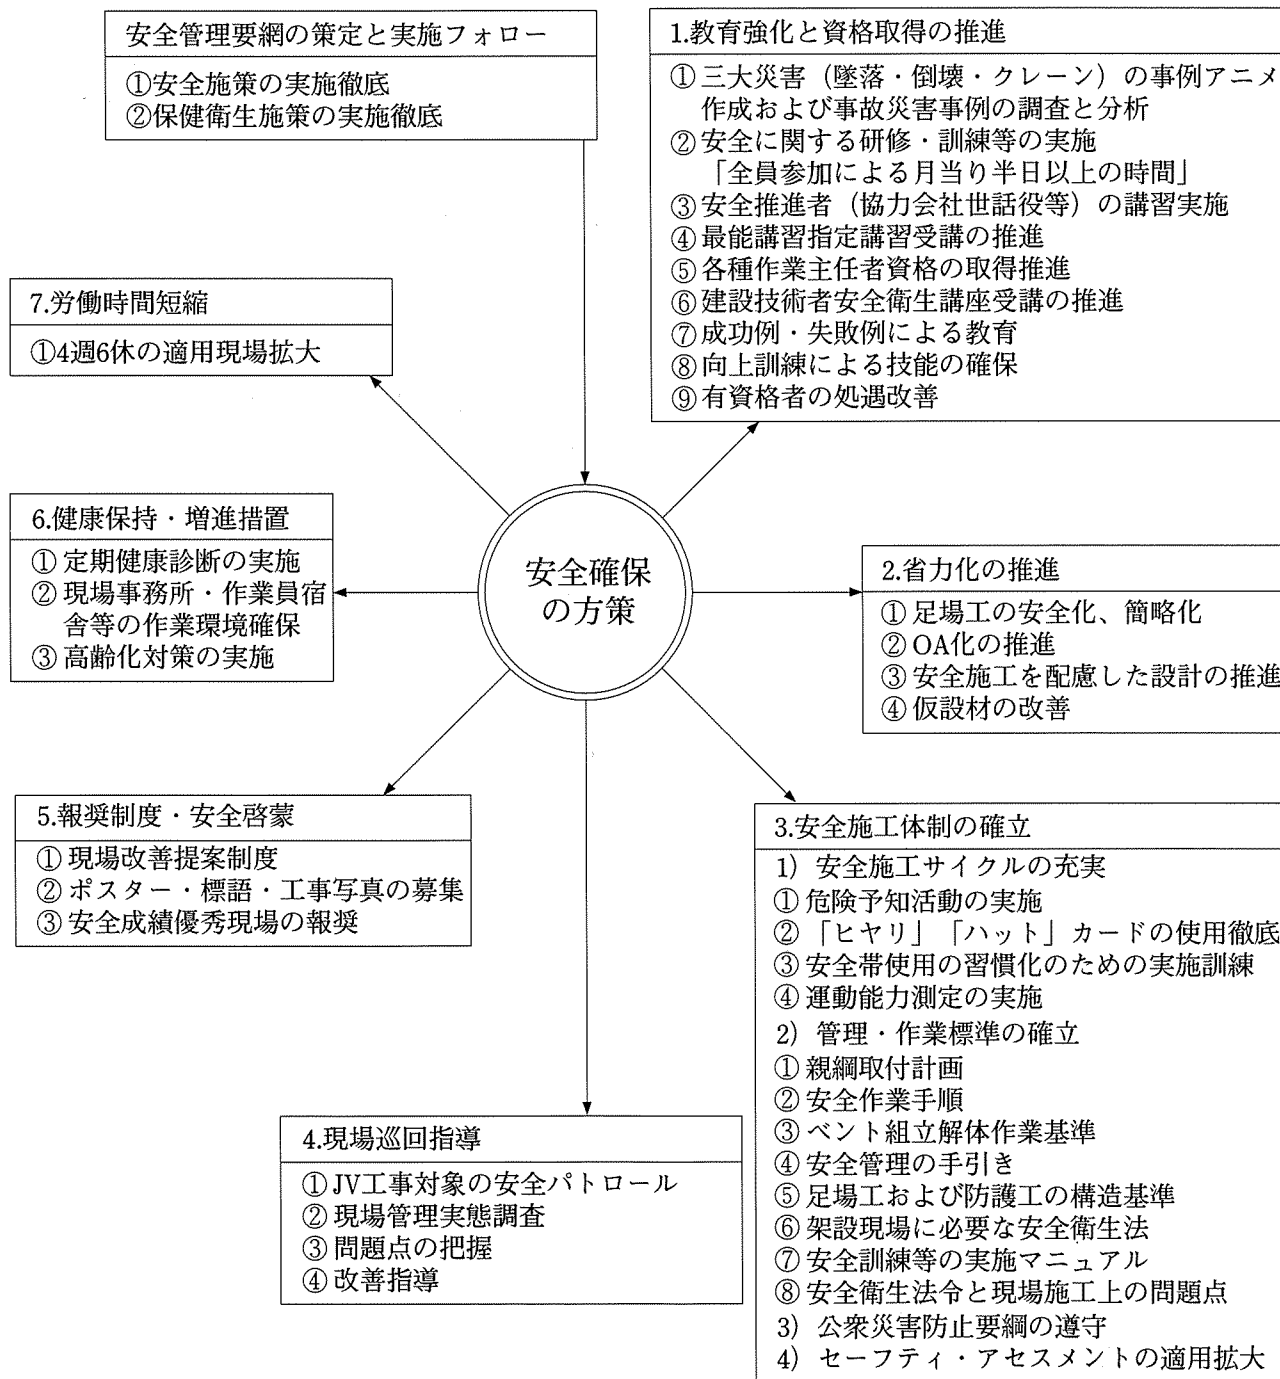 安全管理要網の策定と実施フォロー
①安全施策の実施徹底
②保健衛生施策の実施徹底
1.教育強化と資格取得の推進
①三大災害（墜落・倒壊・クレーン）の事例アニメ
作成および事故災害事例の調査と分析
②安全に関する研修・訓練等の実施
「全員参加による月当り半日以上の時間」
③安全推進者（協力会社世話役等）の講習実施
④最能講習指定講習受講の推進
⑤各種作業主任者資格の取得推進
⑥建設技術者安全衛生講座受講の推進
⑦成功例・失敗例による教育
⑧向上訓練による技能の確保
⑨有資格者の処遇改善
7.労働時間短縮
①4週6休の適用現場拡大
6.健康保持・増進措置
①定期健康診断の実施
②現場事務所・作業員宿
舎等の作業環境確保
③高齢化対策の実施
安全確保
の方策
2.省力化の推進
①足場工の安全化、簡略化
②OA化の推進
③安全施工を配慮した設計の推進
④仮設材の改善
5.報奨制度・安全啓蒙
①現場改善提案制度
②ポスター・標語・工事写真の募集
③安全成績優秀現場の報奨
3.安全施工体制の確立
1）安全施工サイクルの充実
①危険予知活動の実施
②「ヒヤリ」「ハット」カードの使用徹底
③安全帯使用の習慣化のための実施訓練
④運動能力測定の実施
2）管理・作業標準の確立
①親綱取付計画
②安全作業手順
③ベント組立解体作業基準
④安全管理の手引き
⑤足場工および防護工の構造基準
⑥架設現場に必要な安全衛生法
⑦安全訓練等の実施マニュアル
⑧安全衛生法令と現場施工上の問題点
3）公衆災害防止要綱の遵守
4）セーフティ・アセスメントの適用拡大
4.現場巡回指導
①JV工事対象の安全パトロール
②現場管理実態調査
③問題点の把握
④改善指導